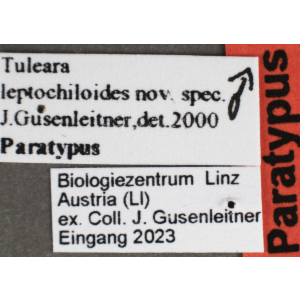 Tuleara
leptochiloides nov. spec. ♂
J.Gusenleitner,det.2000
Paratypus
Biologiezentrum Linz
Austria (LI)
ex. Coll. J. Gusenleitner
Eingang 2023
Paratypus